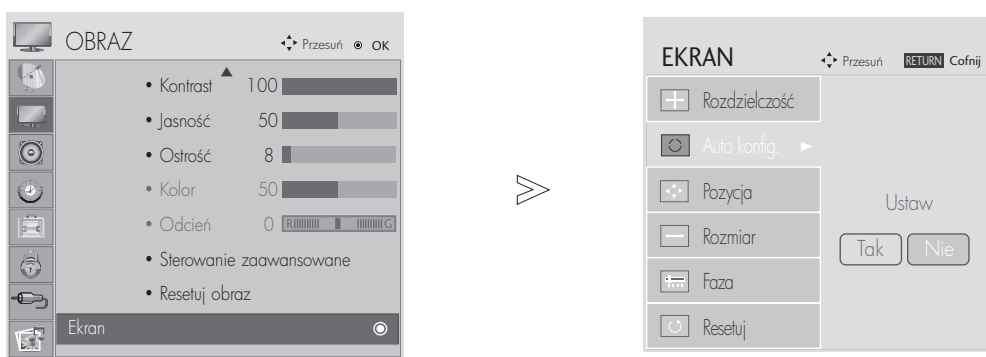 OBRAZ
Przesuń OK
• Kontrast 100
• Jasność 50
• Ostrość 8
• Kolor 50
• Odcień 0 R G
• Sterowanie zaawansowane
• Resetuj obraz
Ekran
EKRAN
Przesuń RETURN Cofnij
Rozdzielczość
Auto konfig.
Pozycja
Rozmiar
Faza
Resetuj
Ustaw
Tak Nie